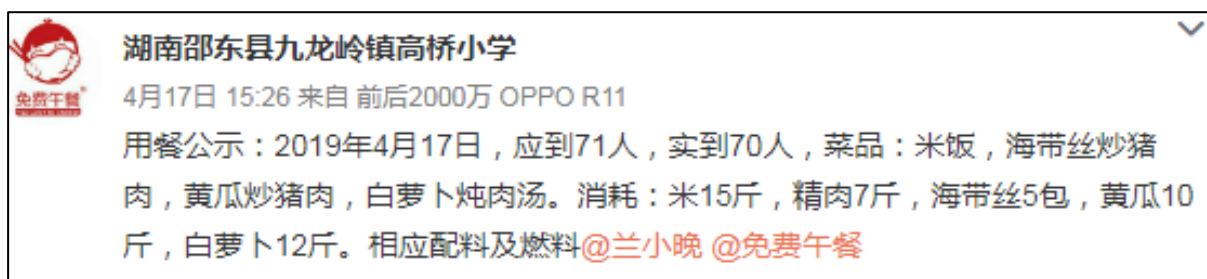 湖南邵东县九龙岭镇高桥小学
4月17日 15:26 来自 前后2000万 OPPO R11
免费午餐
用餐公示：2019年4月17日，应到71人，实到70人，菜品：米饭，海带丝炒猪
肉，黄瓜炒猪肉，白萝卜炖肉汤。消耗：米15斤，精肉7斤，海带丝5包，黄瓜10
斤，白萝卜12斤。相应配料及燃料@兰小晚 @免费午餐